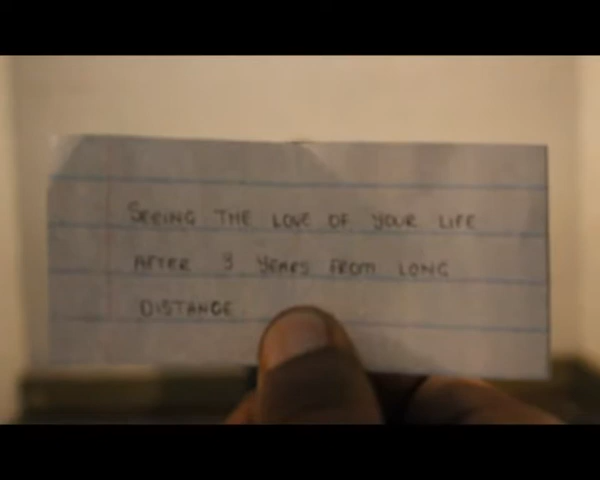 SEEING THE LOVE OF YOUR LIFE
AFTER 3 YEARS FROM LONG
DISTANCE